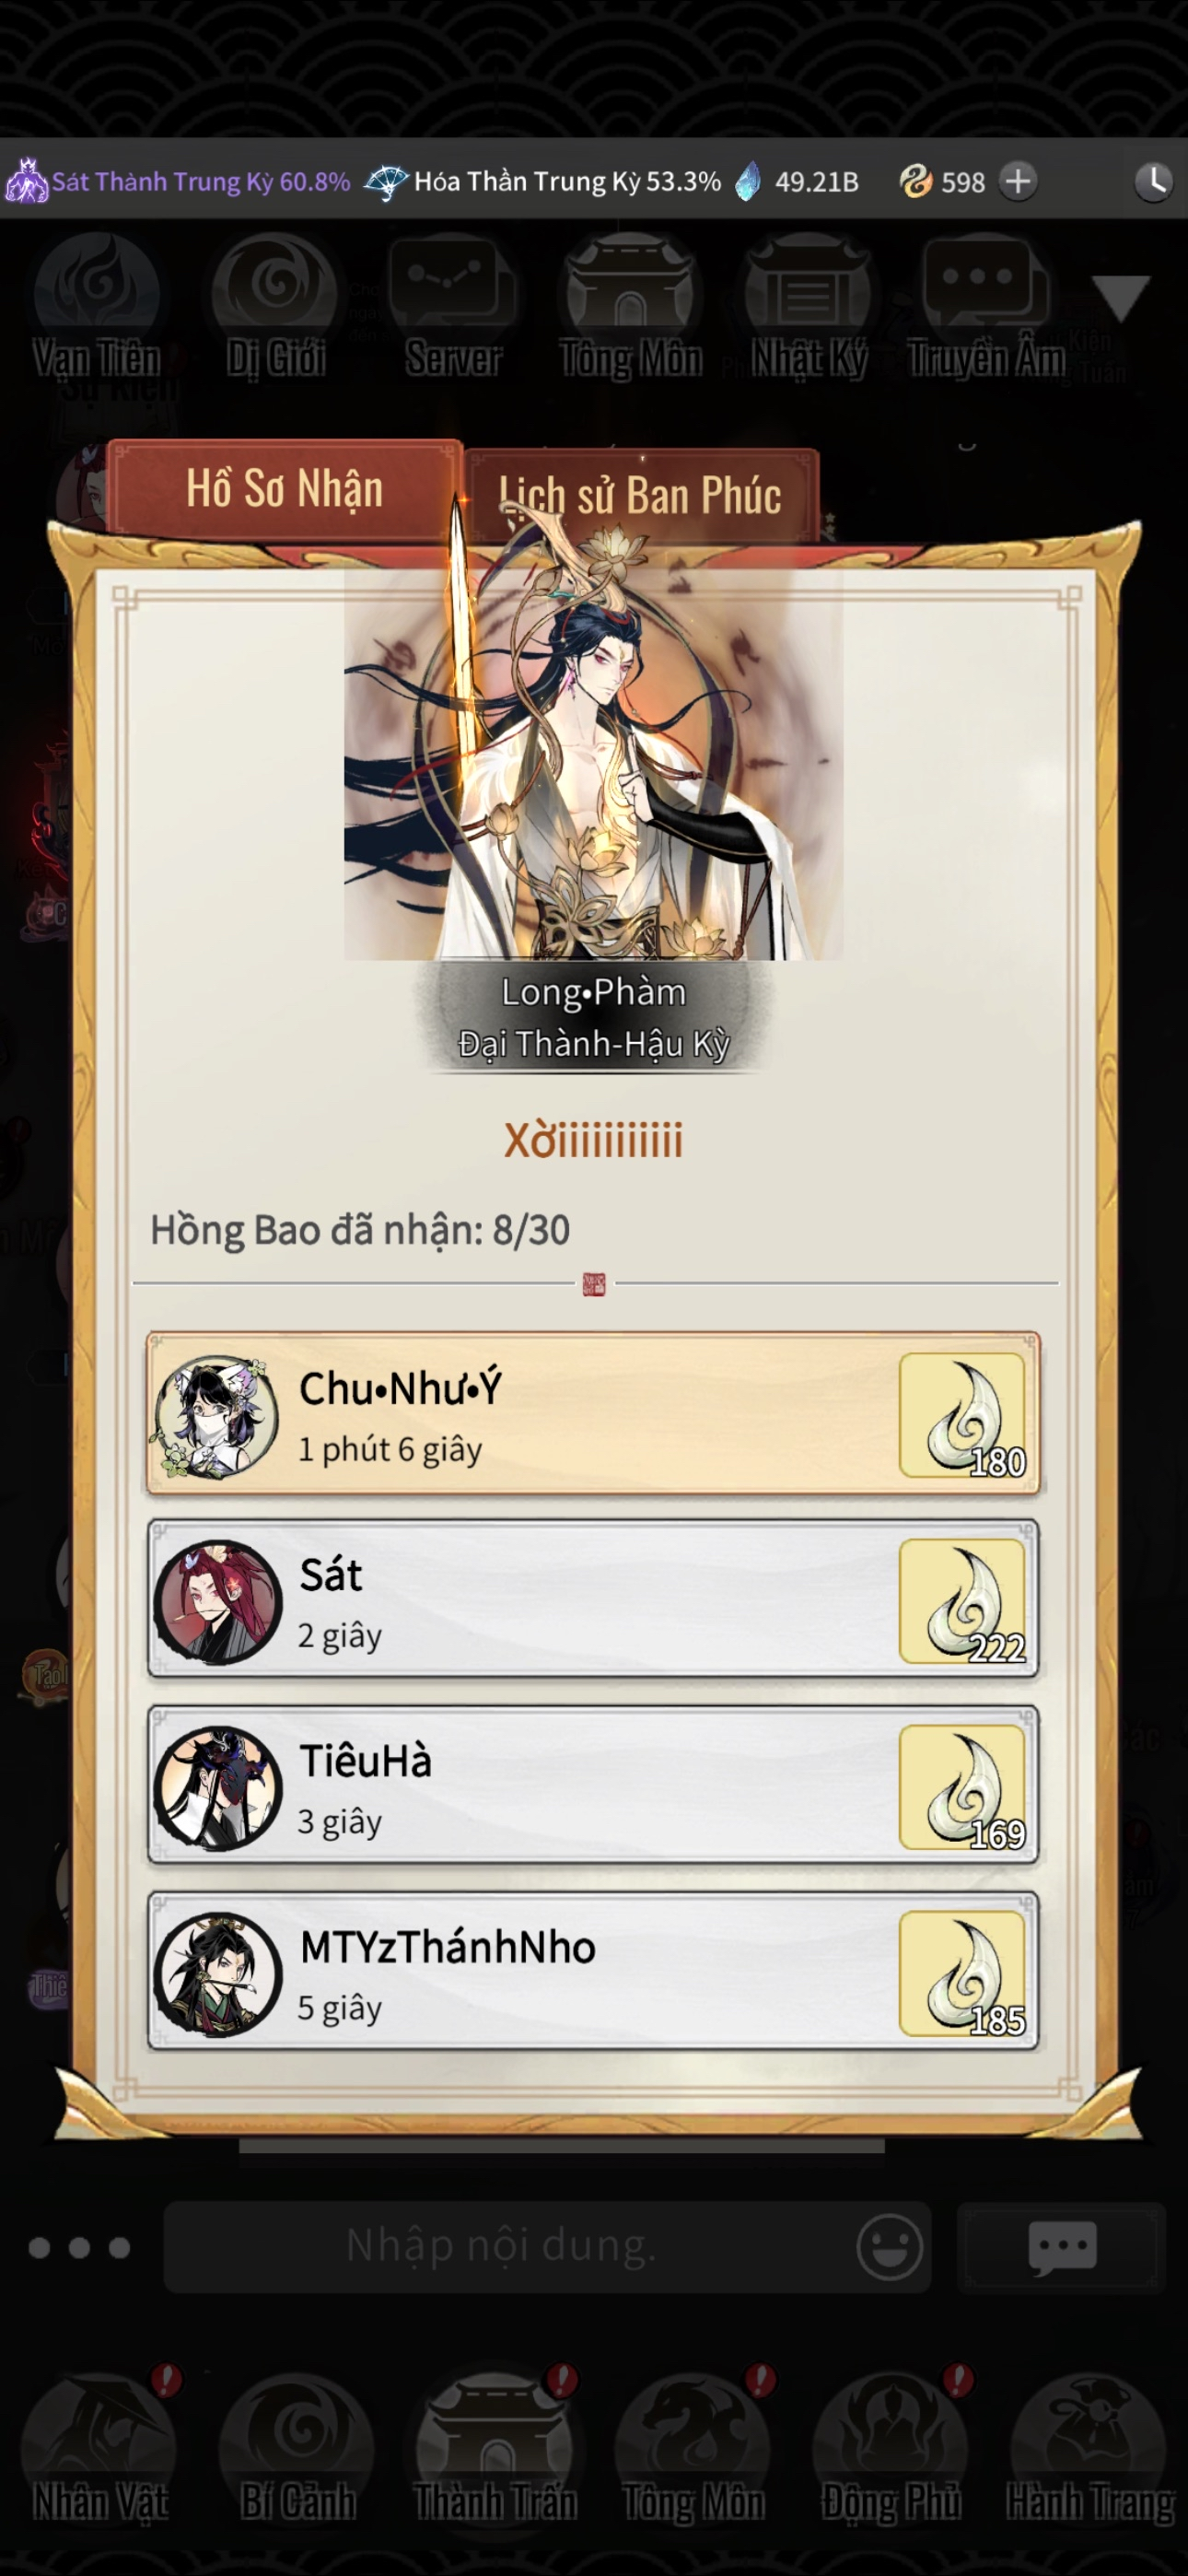 Sát Thành Trung Kỳ 60.8% Hóa Thần Trung Kỳ 53.3% 49.21B 598
Vạn Tiên Dị Giới Server Tông Môn Nhật Ký Truyền Âm
Sự Kiện
Hồ Sơ Nhận Lịch sử Ban Phúc
Long•Phàm
Đại Thành-Hậu Kỳ
Xờiiiiiiiiiiii
Hồng Bao đã nhận: 8/30
Chu•Như•Ý
1 phút 6 giây
180
Sát
2 giây
222
TiêuHà
3 giây
169
MTYzThánhNho
5 giây
185
Nhập nội dung.
Nhân Vật Bí Cảnh Thành Trấn Tông Môn Động Phủ Hành Trang